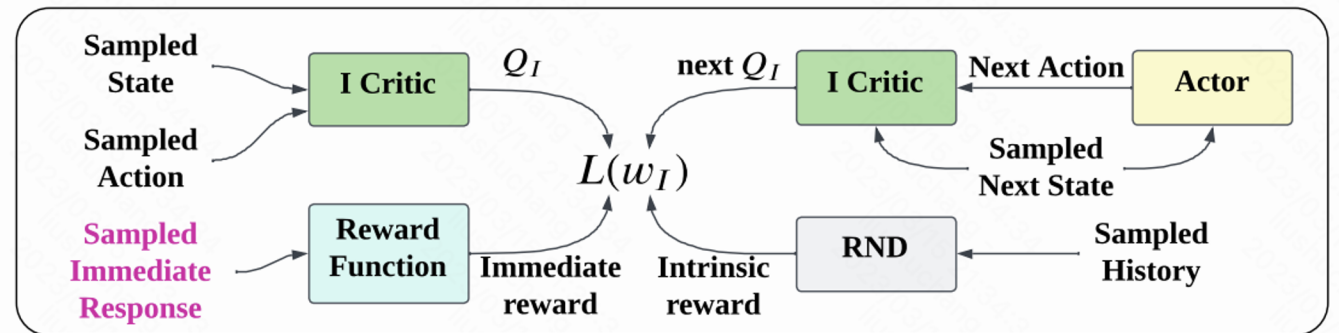 Sampled
State
Sampled
Action
Sampled
Immediate
Response
I Critic
Reward
Function
Q_I
Immediate
reward
L(w_I)
next Q_I
Intrinsic
reward
I Critic
RND
Next Action
Actor
Sampled
Next State
Sampled
History